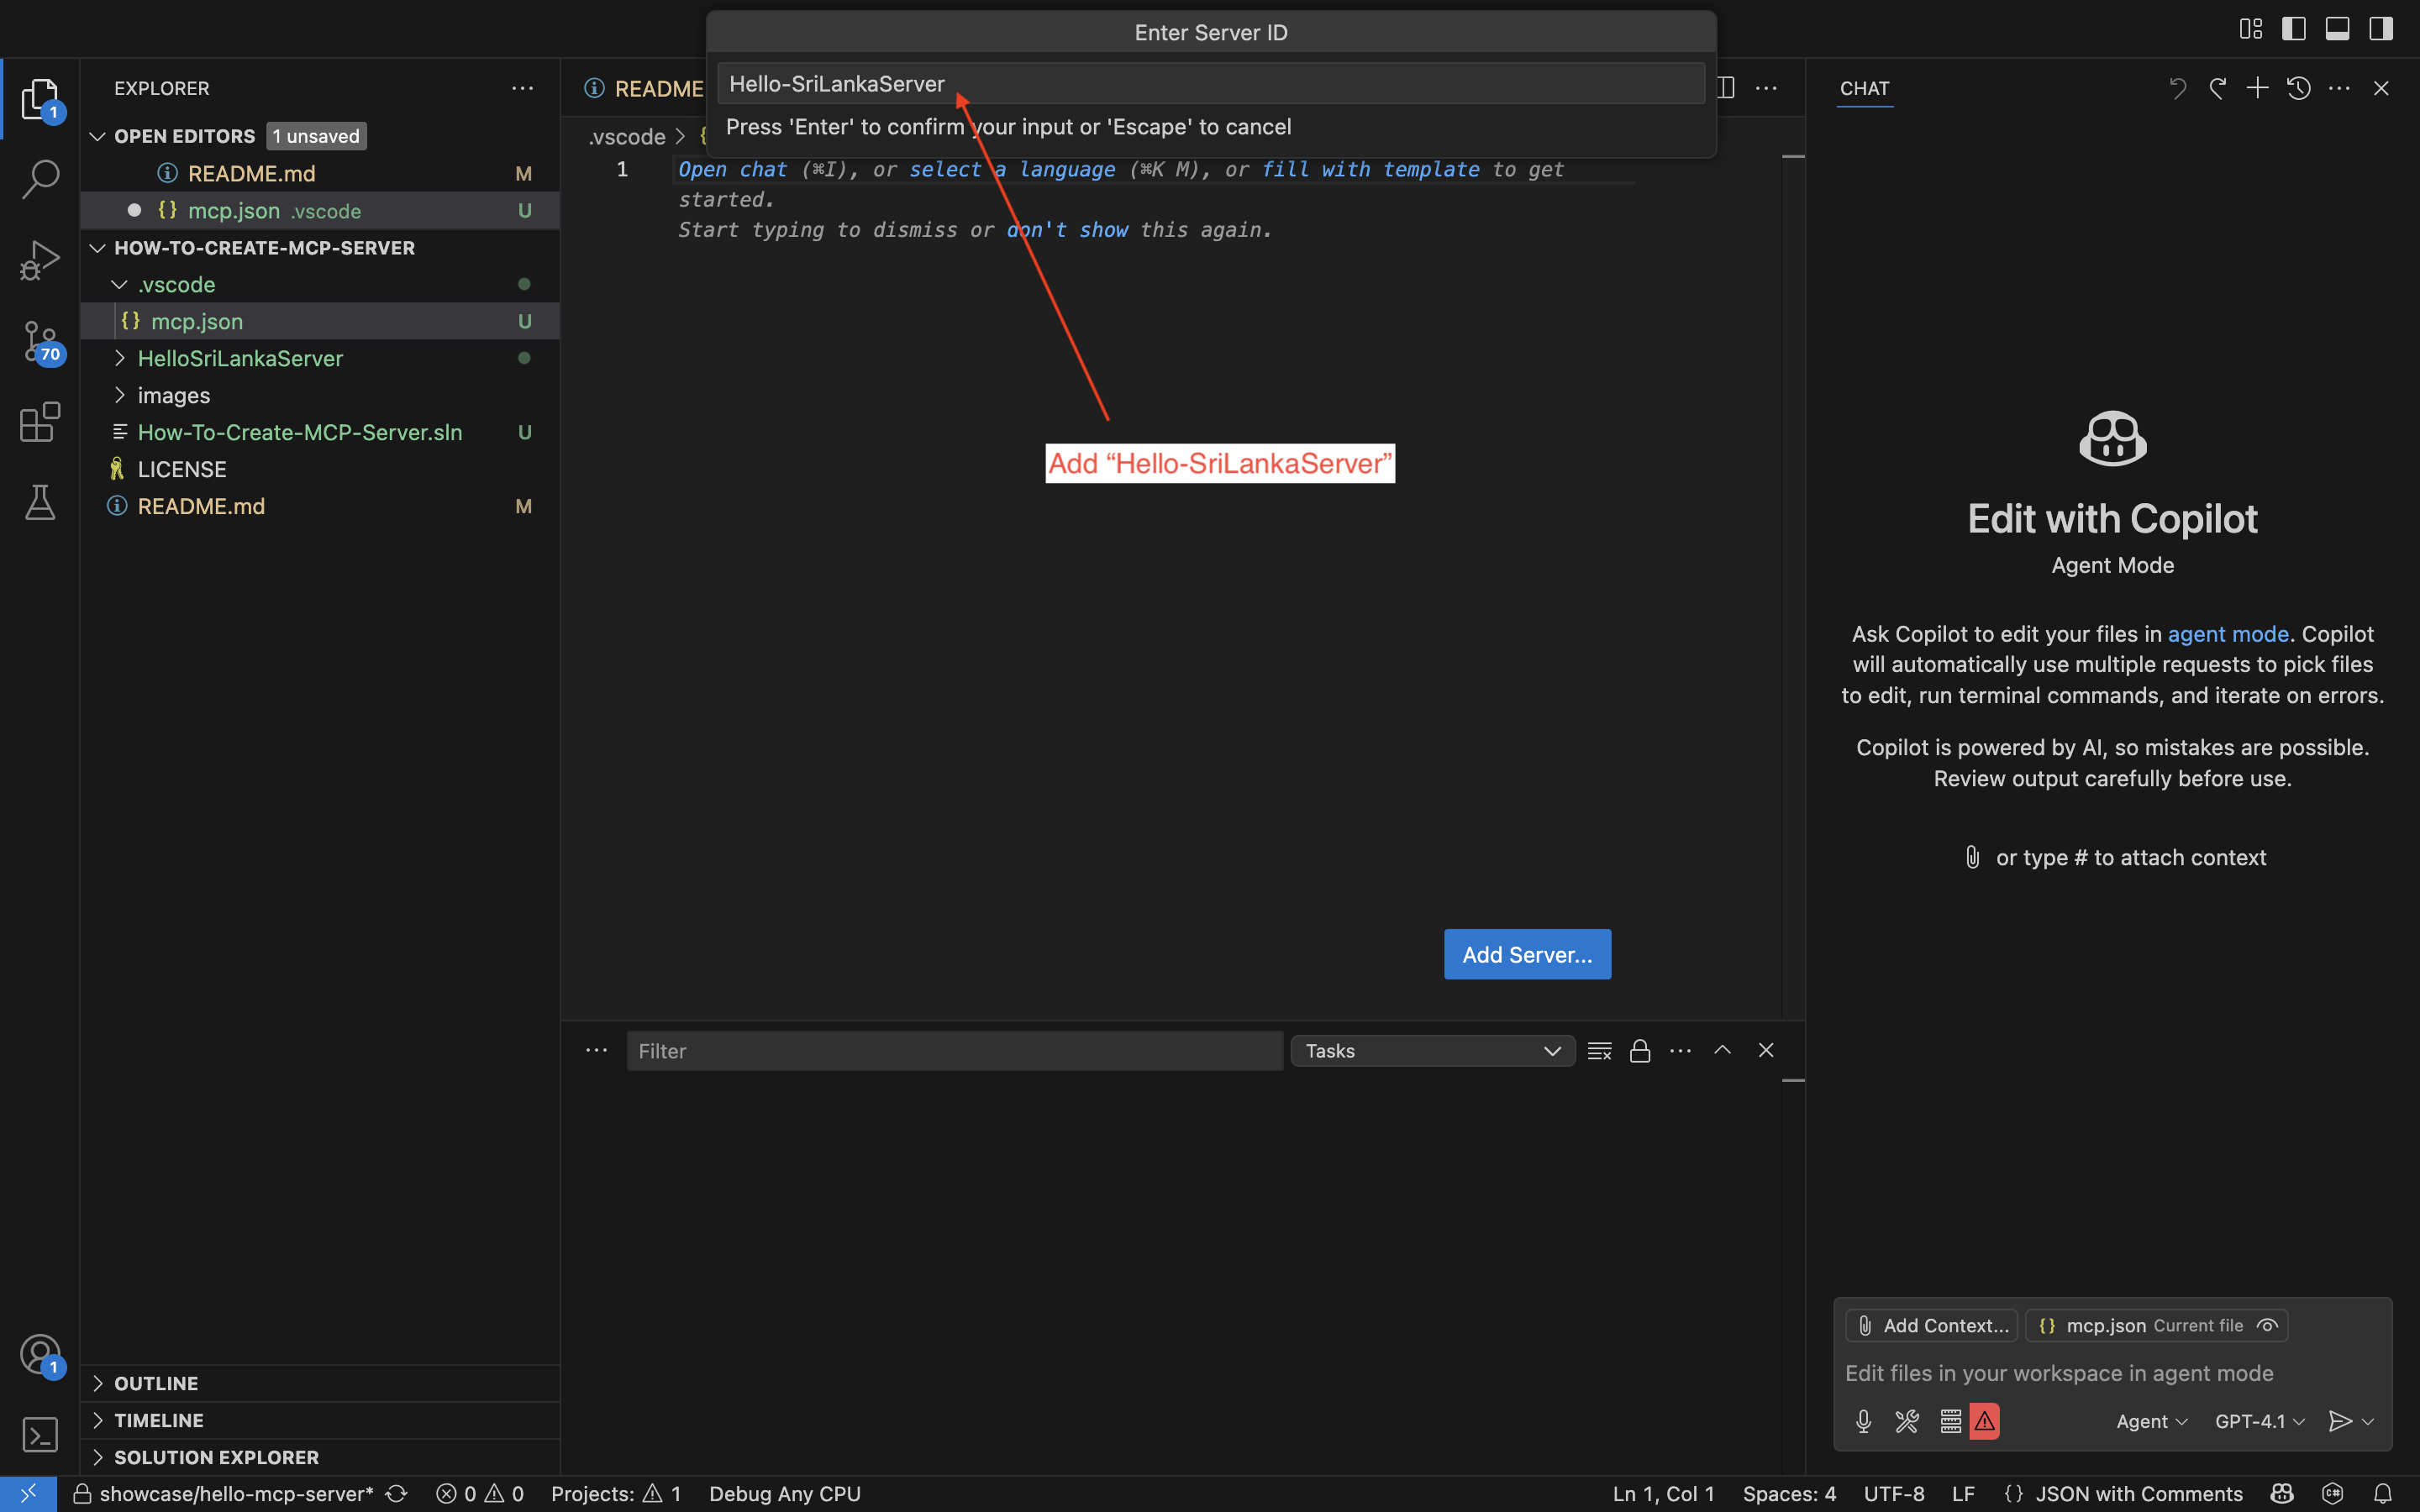 Enter Server ID
Hello-SriLankaServer
Press 'Enter' to confirm your input or 'Escape' to cancel
EXPLORER
OPEN EDITORS 1 unsaved
README.md M
mcp.json .vscode U
HOW-TO-CREATE-MCP-SERVER
.vscode
mcp.json U
HelloSriLankaServer
images
How-To-Create-MCP-Server.sln U
LICENSE
README.md M
OUTLINE
TIMELINE
SOLUTION EXPLORER
1
70
1
README
.vscode > {
1 Open chat (⌘I), or select a language (⌘K M), or fill with template to get
started.
Start typing to dismiss or don't show this again.
Add “Hello-SriLankaServer”
Add Server...
Filter
Tasks
CHAT
Edit with Copilot
Agent Mode
Ask Copilot to edit your files in agent mode. Copilot
will automatically use multiple requests to pick files
to edit, run terminal commands, and iterate on errors.
Copilot is powered by AI, so mistakes are possible.
Review output carefully before use.
or type # to attach context
Add Context... {} mcp.json Current file
Edit files in your workspace in agent mode
Agent GPT-4.1
showcase/hello-mcp-server* 0 0 Projects: 1 Debug Any CPU Ln 1, Col 1 Spaces: 4 UTF-8 LF {} JSON with Comments